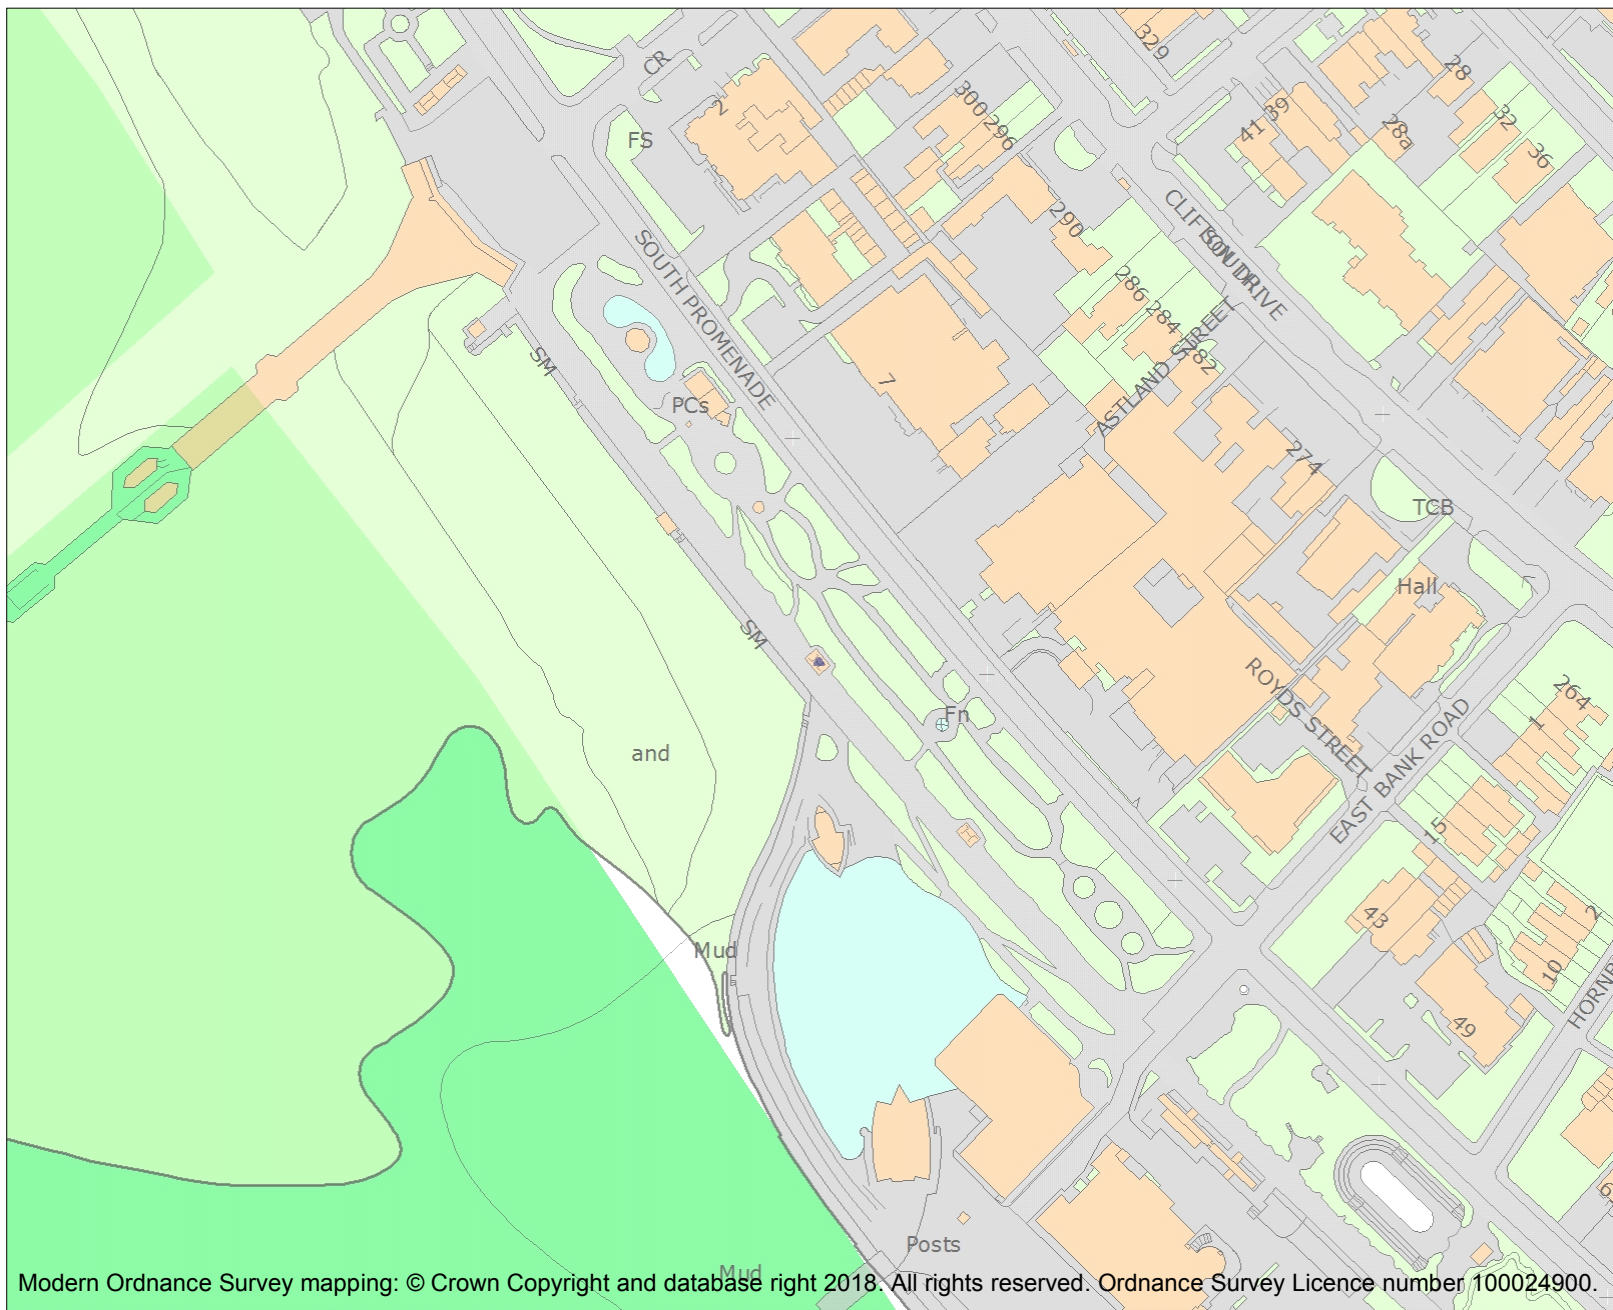 CR
329
28
2
300
39
32
296
41
28a
FS
36
290
CLIFTON DRIVE
SOUTH
SOUTH PROMENADE
286
284
SM
282
7
ASTLAND STREET
PCs
274
TCB
Hall
SM
ROYDS STREET
264
Fn
1
EAST BANK ROAD
and
15
43
2
Mud
10
HORNB
49
6
Posts
Mud
Modern Ordnance Survey mapping: © Crown Copyright and database right 2018. All rights reserved. Ordnance Survey Licence number 100024900.